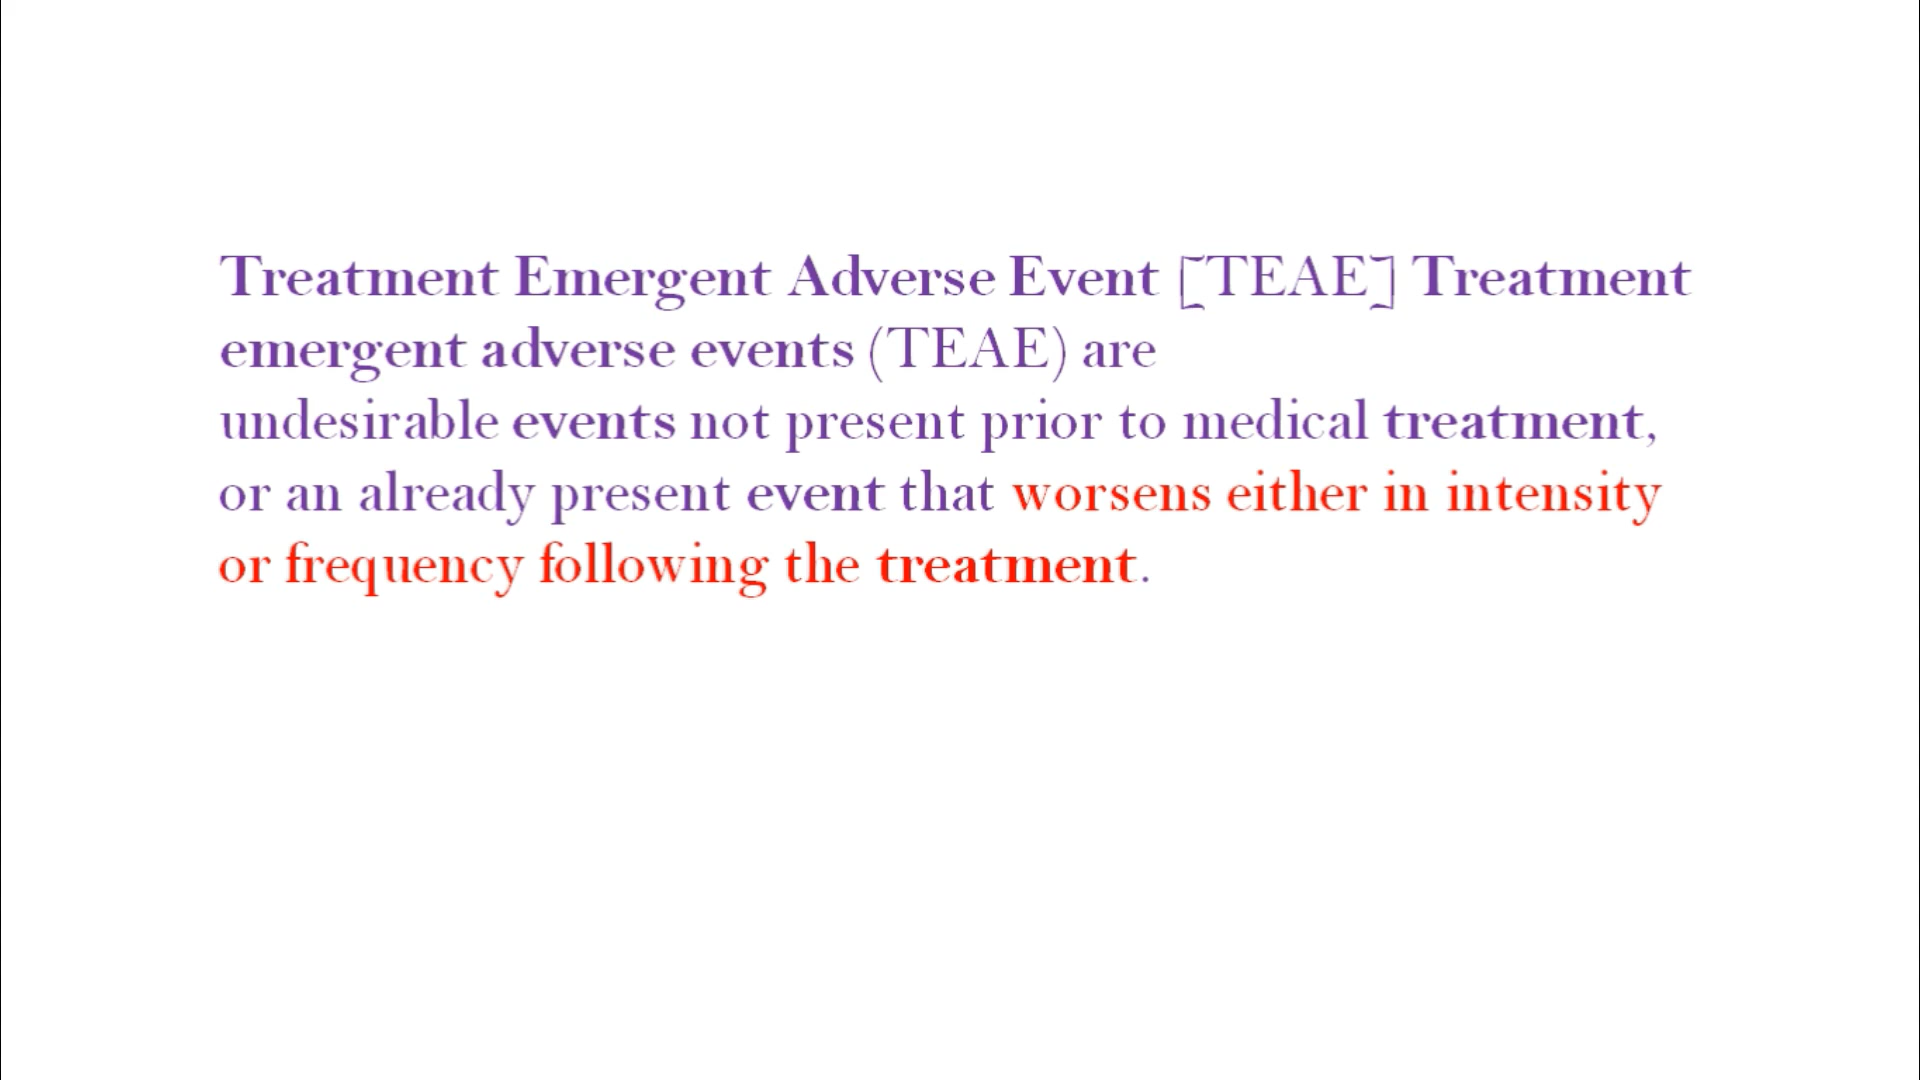 Treatment Emergent Adverse Event [TEAE] Treatment
emergent adverse events (TEAE) are
undesirable events not present prior to medical treatment,
or an already present event that worsens either in intensity
or frequency following the treatment.